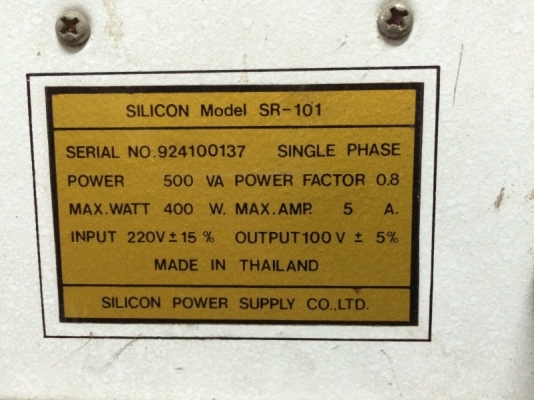 SILICON Model SR-101
SERIAL NO.924100137 SINGLE PHASE
POWER 500 VA POWER FACTOR 0.8
MAX.WATT 400 W. MAX.AMP. 5 A.
INPUT 220V ± 15 % OUTPUT 100 V ± 5%
MADE IN THAILAND
SILICON POWER SUPPLY CO.,LTD.